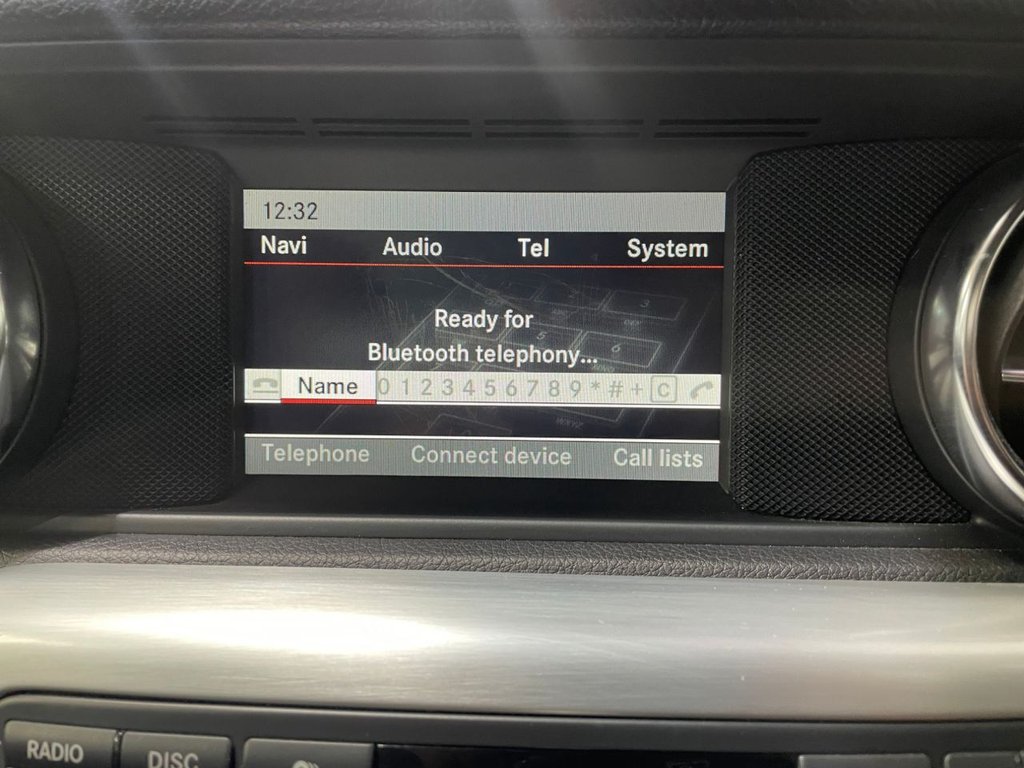 12:32
Navi Audio Tel System
Ready for
Bluetooth telephony...
Name 0 1 2 3 4 5 6 7 8 9 * # + C
Telephone Connect device Call lists
RADIO DISC